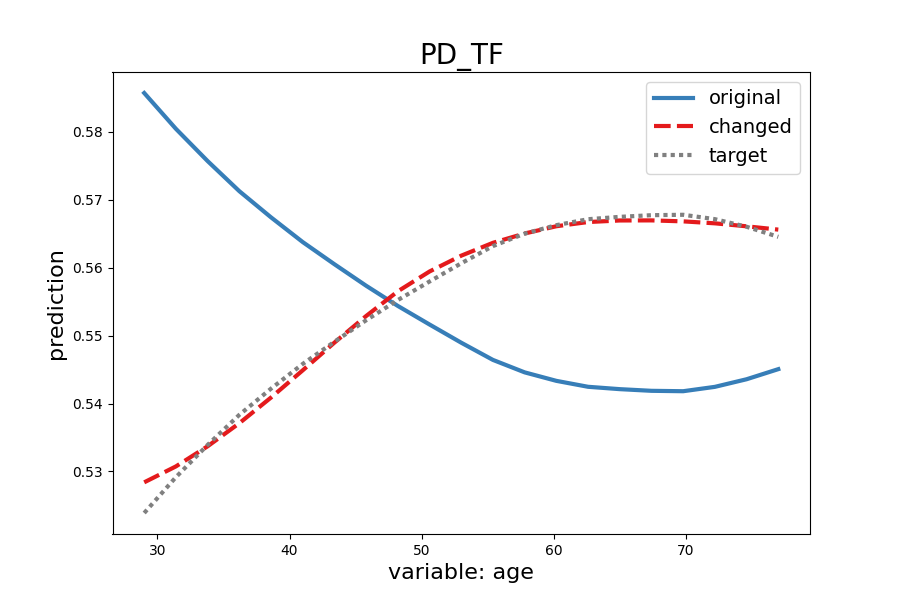 PD_TF
original
changed
target
0.58
0.57
0.56
0.55
0.54
0.53
prediction
30 40 50 60 70
variable: age